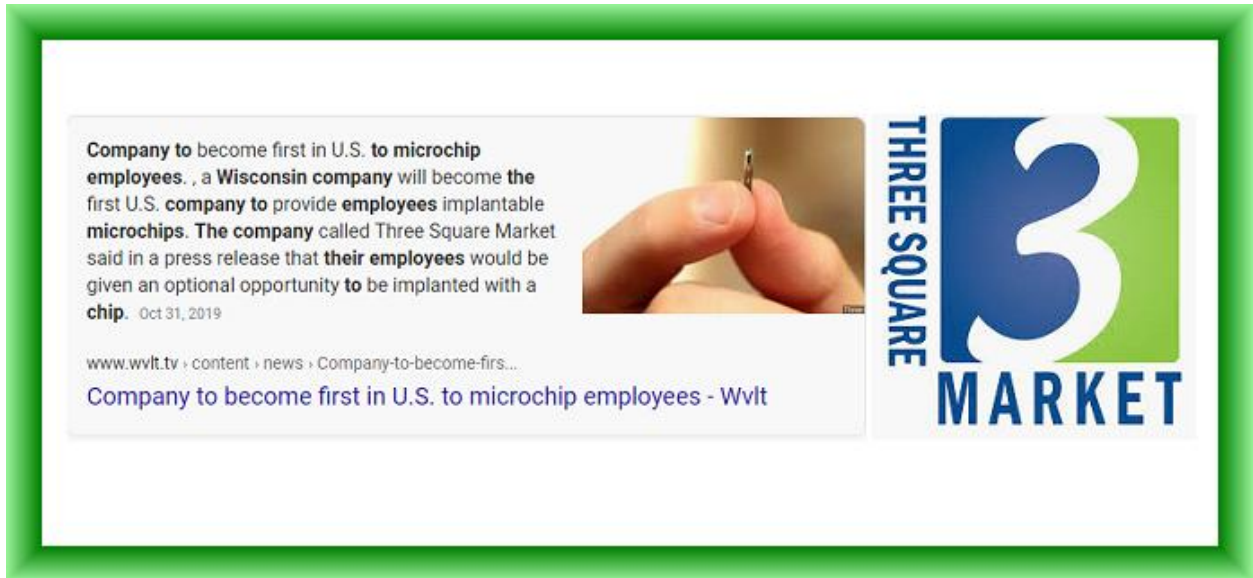 Company to become first in U.S. to microchip
employees. , a Wisconsin company will become the
first U.S. company to provide employees implantable
microchips. The company called Three Square Market
said in a press release that their employees would be
given an optional opportunity to be implanted with a
chip. Oct 31, 2019
www.wvlt.tv › content › news › Company-to-become-firs...
Company to become first in U.S. to microchip employees - Wvlt
THREE SQUARE
3
MARKET